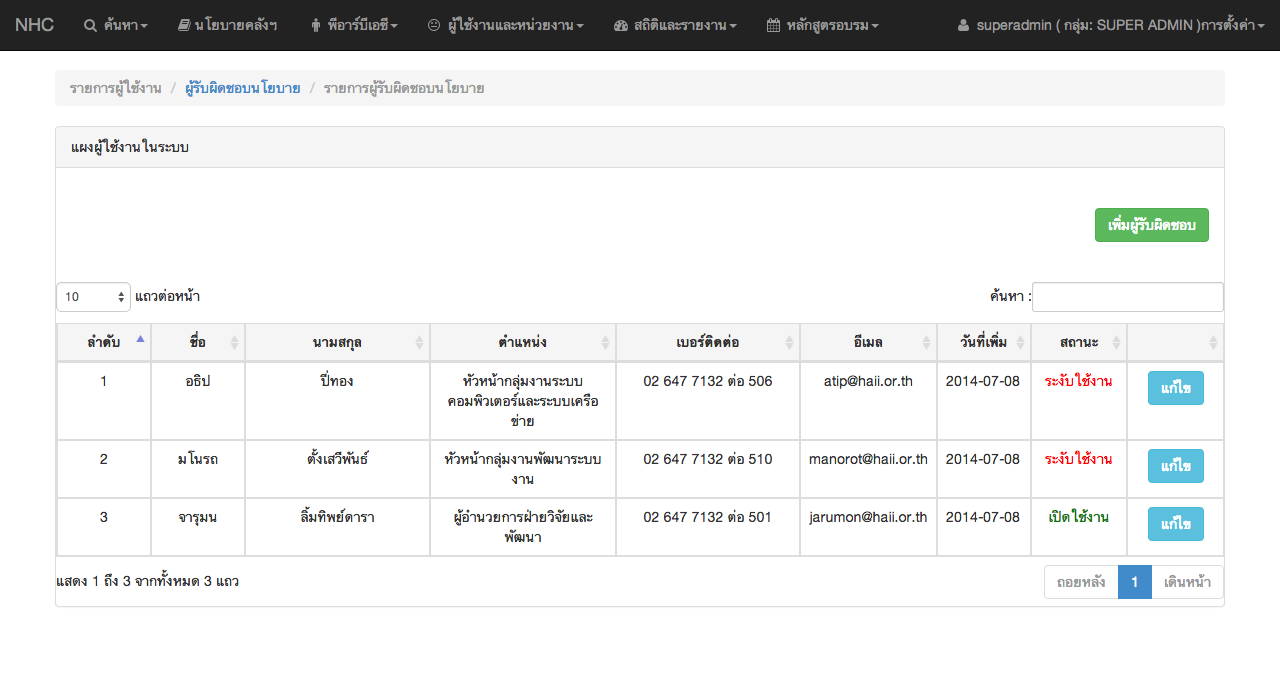 NHC ค้นหา นโยบายคลังฯ พีอาร์บีเอซี ผู้ใช้งานและหน่วยงาน สถิติและรายงาน หลักสูตรอบรม superadmin ( กลุ่ม: SUPER ADMIN )การตั้งค่า
รายการผู้ใช้งาน / ผู้รับผิดชอบนโยบาย / รายการผู้รับผิดชอบนโยบาย
แผงผู้ใช้งานในระบบ
เพิ่มผู้รับผิดชอบ
10 แถวต่อหน้า ค้นหา :
ลำดับ ชื่อ นามสกุล ตำแหน่ง เบอร์ติดต่อ อีเมล วันที่เพิ่ม สถานะ
1 อธิป ปี่ทอง หัวหน้ากลุ่มงานระบบ 02 647 7132 ต่อ 506 atip@haii.or.th 2014-07-08 ระงับใช้งาน แก้ไข
คอมพิวเตอร์และระบบเครือ
ข่าย
2 มโนรถ ตั้งเสวีพันธ์ หัวหน้ากลุ่มงานพัฒนาระบบ 02 647 7132 ต่อ 510 manorot@haii.or.th 2014-07-08 ระงับใช้งาน แก้ไข
งาน
3 จารุมน ลิ้มทิพย์ดารา ผู้อำนวยการฝ่ายวิจัยและ 02 647 7132 ต่อ 501 jarumon@haii.or.th 2014-07-08 เปิดใช้งาน แก้ไข
พัฒนา
แสดง 1 ถึง 3 จากทั้งหมด 3 แถว ถอยหลัง 1 เดินหน้า